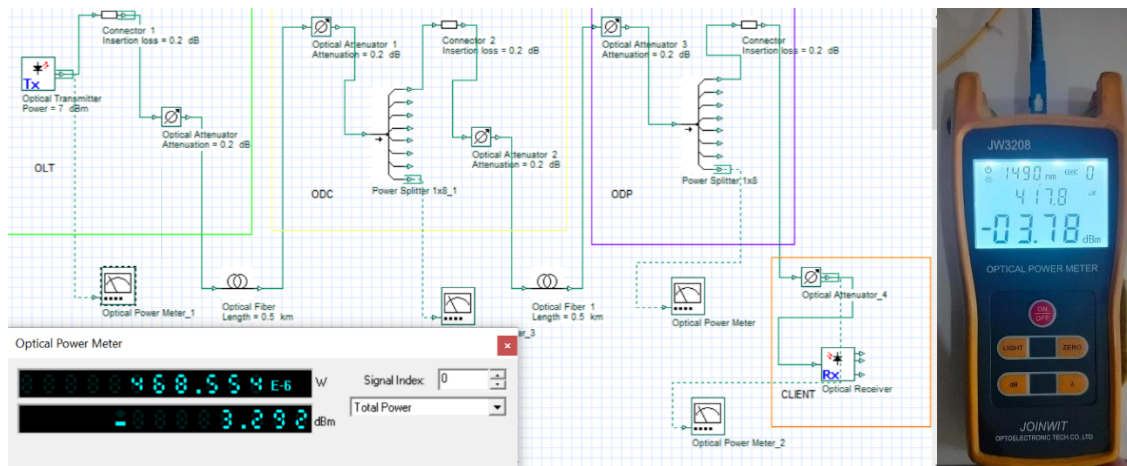 Connector 1
Insertion loss = 0.2 dB
Tx
Optical Transmitter
Power = 7 dBm
Optical Attenuator
Attenuation = 0.2 dB
OLT
Optical Power Meter_1
Optical Fiber
Length = 0.5 km
Optical Attenuator 1
Attenuation = 0.2 dB
Connector 2
Insertion loss = 0.2 dB
Optical Attenuator 2
Attenuation = 0.2 dB
Power Splitter 1x8_1
ODC
er_3
Optical Fiber 1
Length = 0.5 km
Optical Attenuator 3
Attenuation = 0.2 dB
Connector
Insertion loss = 0.2 dB
Power Splitter 1x8
ODP
Optical Power Meter
Optical Attenuator_4
Rx
Optical Receiver
CLIENT
Optical Power Meter_2
Optical Power Meter
468.554 E-6 W
- 3.292 dBm
Signal Index: 0
Total Power
JW3208
1490 nm 0
417.8
-03.78 dBm
OPTICAL POWER METER
ON
OFF
LIGHT
ZERO
dB
λ
JOINWIT
OPTOELECTRONIC TECH.CO.,LTD